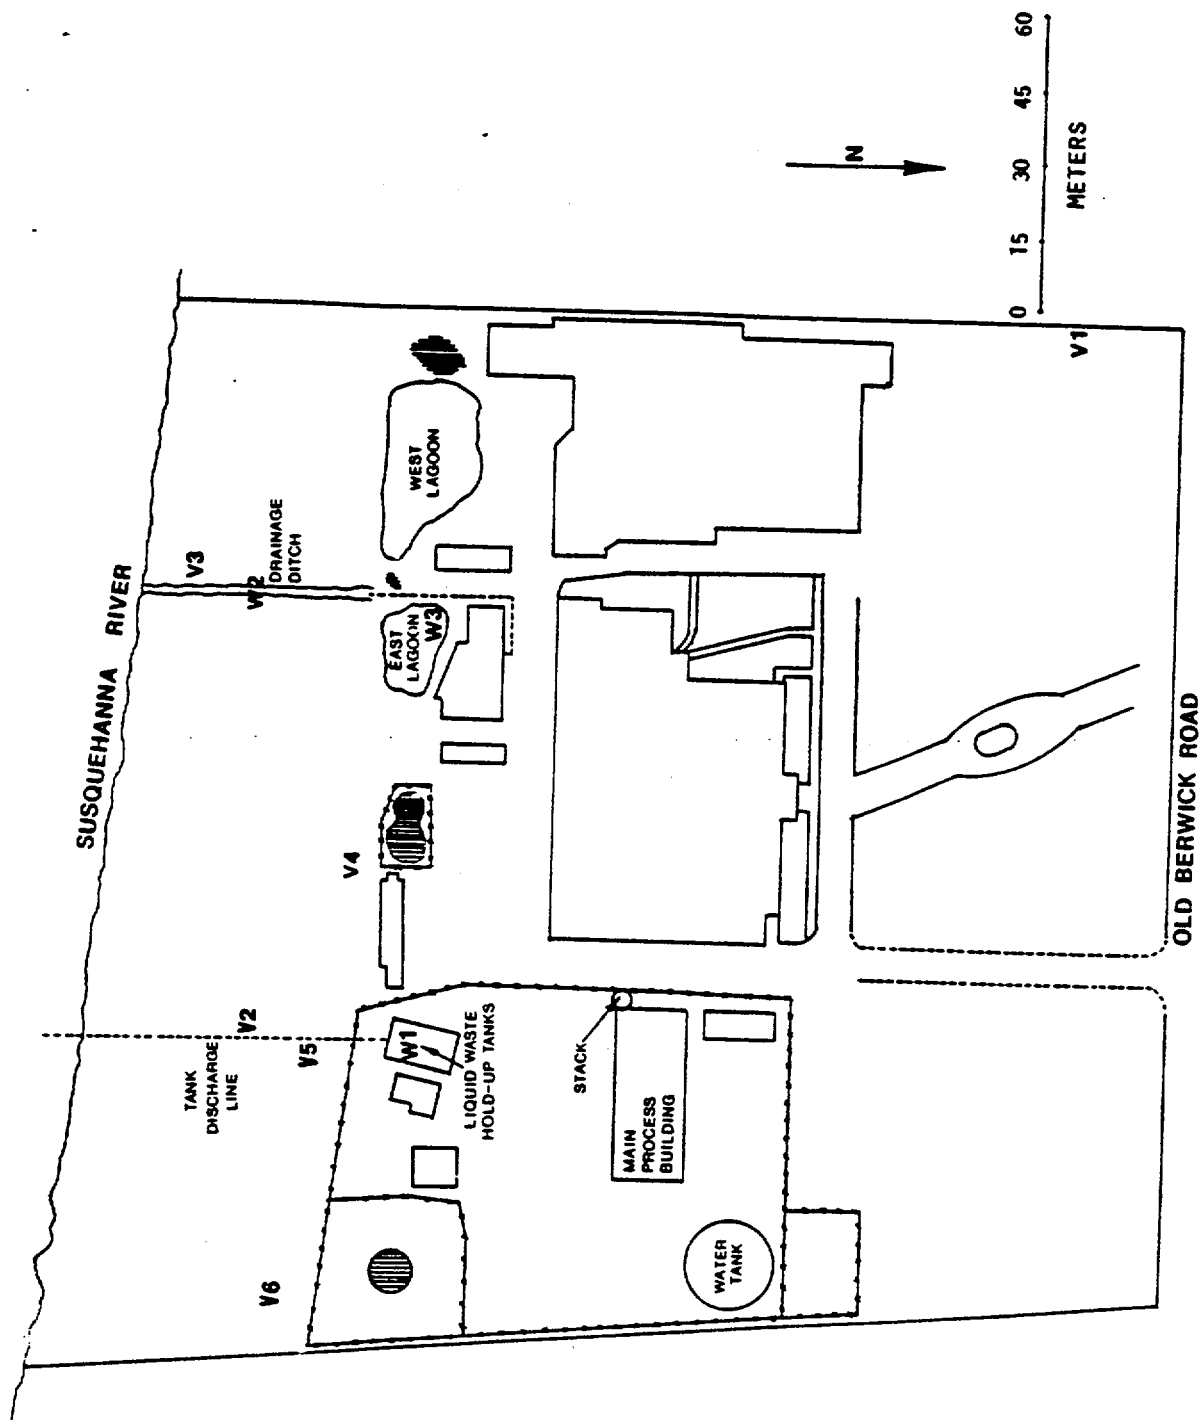 SUSQUEHANNA RIVER
TANK
DISCHARGE
LINE
V2
V5
V6
V4
V3
W2
DRAINAGE
DITCH
W1
LIQUID WASTE
HOLD-UP TANKS
EAST
LAGOON
W3
WEST
LAGOON
STACK
MAIN
PROCESS
BUILDING
WATER
TANK
V1
OLD BERWICK ROAD
N
0 15 30 45 60
METERS